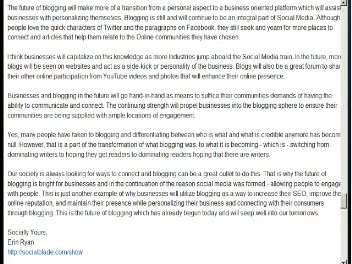 The future of blogging will make more of a transition from a personal aspect to a business oriented platform which will assist
businesses with personalizing themselves. Blogging is still and will continue to be an integral part of Social Media. Although
people love the quick characters of Twitter and the paragraphs on Facebook, they still seek and yearn for more places to
connect and articles that help them relate to the Online communities they have chosen.
I think businesses will capitalize on this knowledge as more industries jump aboard the Social Media train. In the future, more
blogs will be seen on websites and act as a side-kick or personality of the business. Blogs will also be a great forum to share
their other online participation from YouTube videos and photos that will enhance their online presence.
Businesses and blogging in the future will go hand-in-hand as means to suffice their communities demands of having the
ability to communicate and connect. The continuing strength will propel businesses into the blogging sphere to ensure their
communities are being supplied with ample locations of engagement.
Yes, many people have taken to blogging and differentiating between who is what and what is credible anymore has become
null. However, that is a part of the transformation of what blogging was, to what it is becoming - which is - switching from
dominating writers to hoping they get readers to dominating readers hoping that there are writers.
Our society is always looking for ways to connect and blogging can be a great outlet to do this. That is why the future of
blogging is bright for businesses and in the continuation of the reason social media was formed - allowing people to engage
with people. This is just another example of why businesses will utilize blogging as a way to increase their SEO, improve their
online reputation, and maintain their presence while personalizing their business and connecting with their consumers
through blogging. This is the future of blogging which has already begun today and will seep well into our tomorrows.
Socially Yours,
Erin Ryan
http://socialblade.com/show